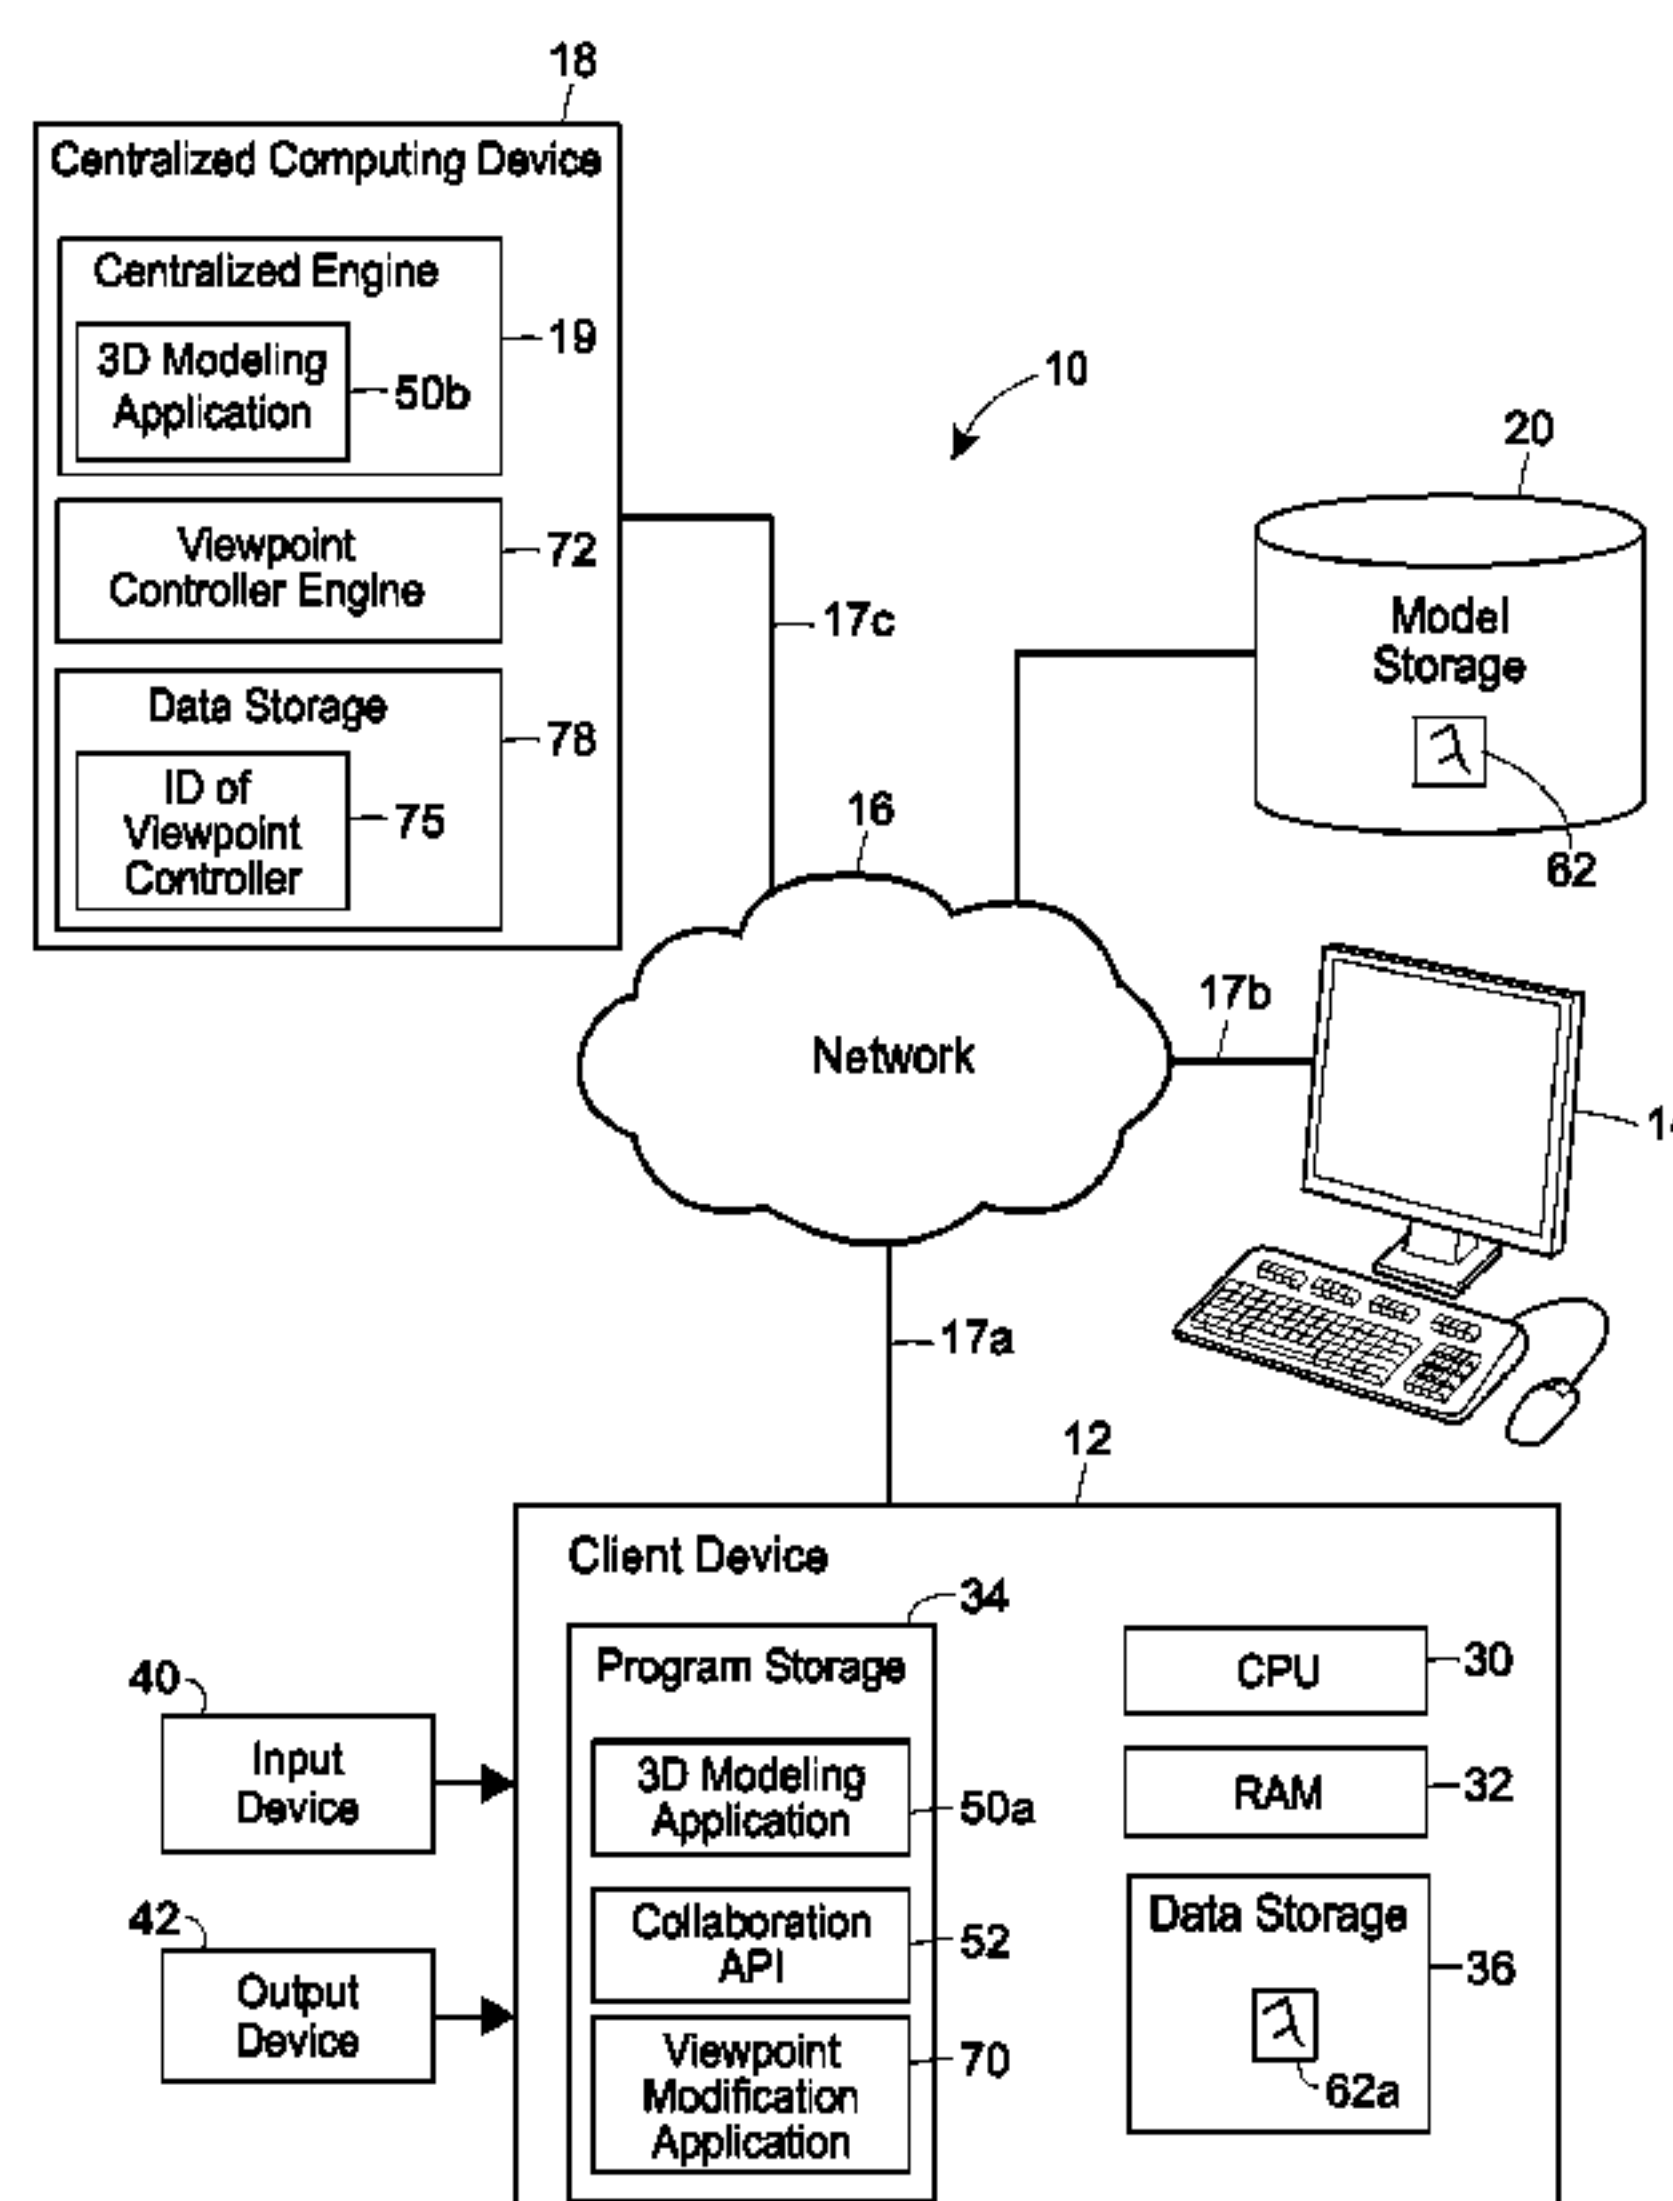 18
Centralized Computing Device
Centralized Engine
19
3D Modeling
Application
50b
10
20
Viewpoint
Controller Engine
72
17c
Model
Storage
Data Storage
78
ID of
Viewpoint
Controller
75
16
62
17b
Network
17a
12
Client Device
34
Program Storage
CPU
30
40
Input
Device
3D Modeling
Application
50a
RAM
32
42
Output
Device
Collaboration
API
52
Data Storage
36
Viewpoint
Modification
Application
70
62a